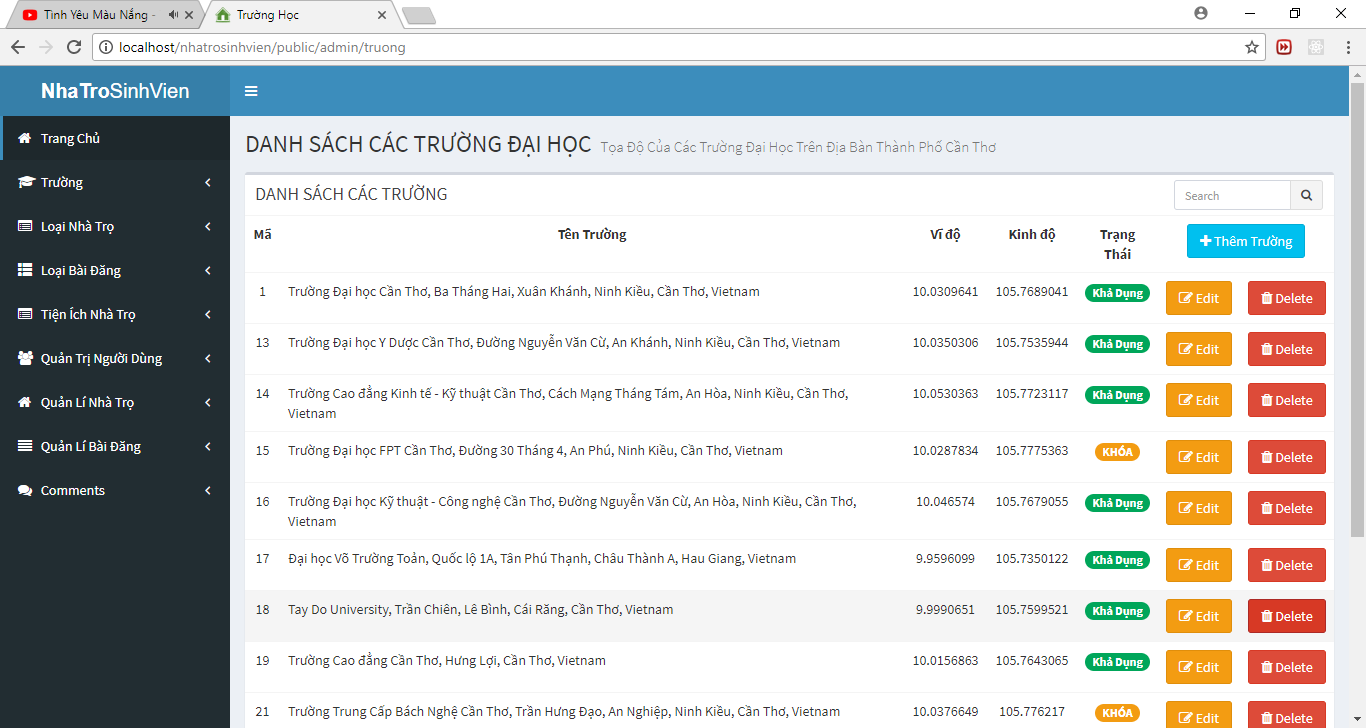 Tình Yêu Màu Nắng -
Trường Học
localhost/nhatrosinhvien/public/admin/truong
NhaTroSinhVien
Trang Chủ
Trường
Loại Nhà Trọ
Loại Bài Đăng
Tiện Ích Nhà Trọ
Quản Trị Người Dùng
Quản Lí Nhà Trọ
Quản Lí Bài Đăng
Comments
DANH SÁCH CÁC TRƯỜNG ĐẠI HỌC Tọa Độ Của Các Trường Đại Học Trên Địa Bàn Thành Phố Cần Thơ
DANH SÁCH CÁC TRƯỜNG
Search
Mã Tên Trường Vĩ độ Kinh độ Trạng Thái Thêm Trường
1 Trường Đại học Cần Thơ, Ba Tháng Hai, Xuân Khánh, Ninh Kiều, Cần Thơ, Vietnam 10.0309641 105.7689041 Khả Dụng Edit Delete
13 Trường Đại học Y Dược Cần Thơ, Đường Nguyễn Văn Cừ, An Khánh, Ninh Kiều, Cần Thơ, Vietnam 10.0350306 105.7535944 Khả Dụng Edit Delete
14 Trường Cao đẳng Kinh tế - Kỹ thuật Cần Thơ, Cách Mạng Tháng Tám, An Hòa, Ninh Kiều, Cần Thơ, 10.0530363 105.7723117 Khả Dụng Edit Delete
Vietnam
15 Trường Đại học FPT Cần Thơ, Đường 30 Tháng 4, An Phú, Ninh Kiều, Cần Thơ, Vietnam 10.0287834 105.7775363 KHÓA Edit Delete
16 Trường Đại học Kỹ thuật - Công nghệ Cần Thơ, Đường Nguyễn Văn Cừ, An Hòa, Ninh Kiều, Cần Thơ, 10.046574 105.7679055 Khả Dụng Edit Delete
Vietnam
17 Đại học Võ Trường Toản, Quốc lộ 1A, Tân Phú Thạnh, Châu Thành A, Hau Giang, Vietnam 9.9596099 105.7350122 Khả Dụng Edit Delete
18 Tay Do University, Trần Chiên, Lê Bình, Cái Răng, Cần Thơ, Vietnam 9.9990651 105.7599521 Khả Dụng Edit Delete
19 Trường Cao đẳng Cần Thơ, Hưng Lợi, Cần Thơ, Vietnam 10.0156863 105.7643065 Khả Dụng Edit Delete
21 Trường Trung Cấp Bách Nghệ Cần Thơ, Trần Hưng Đạo, An Nghiệp, Ninh Kiều, Cần Thơ, Vietnam 10.0376649 105.776217 KHÓA Edit Delete